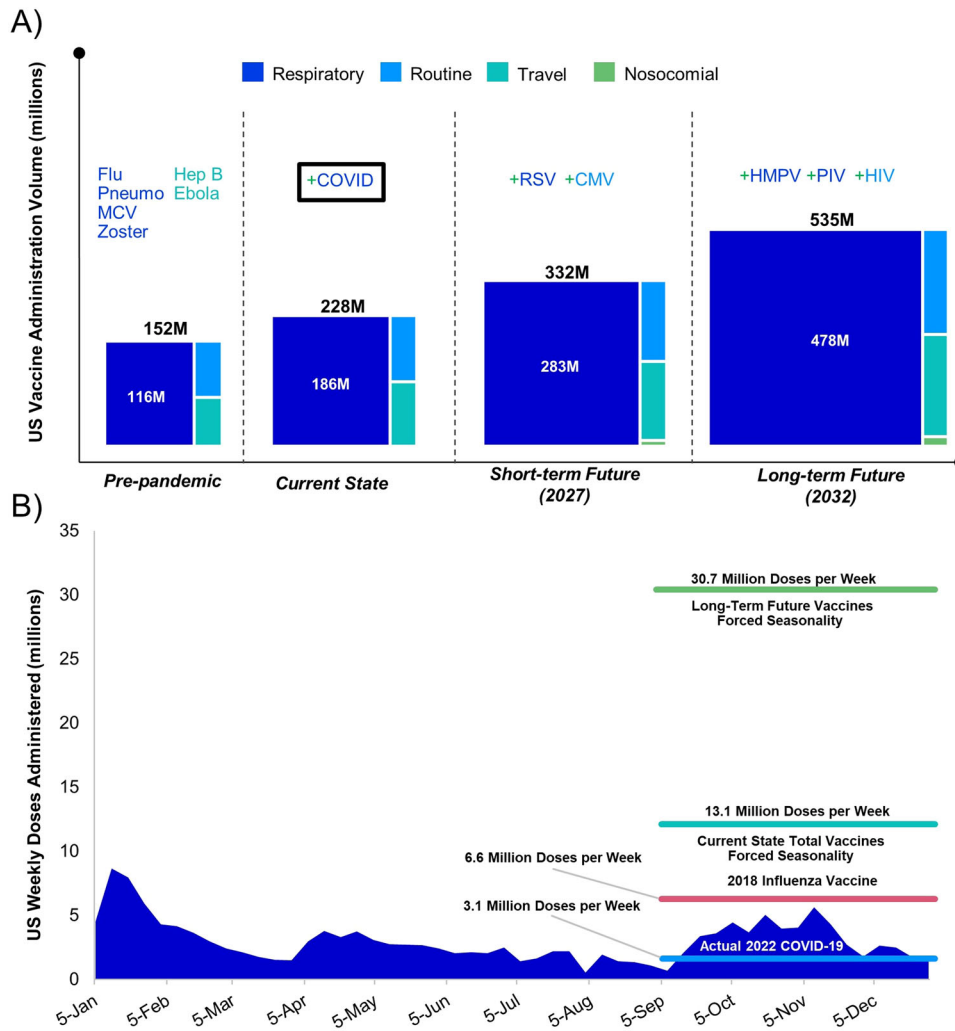 A)
US Vaccine Administration Volume (millions)
Respiratory Routine Travel Nosocomial
Flu Hep B
Pneumo Ebola
MCV
Zoster
+COVID
+RSV +CMV
+HMPV +PIV +HIV
152M
228M
332M
535M
116M
186M
283M
478M
Pre-pandemic
Current State
Short-term Future
(2027)
Long-term Future
(2032)
B)
US Weekly Doses Administered (millions)
35
30
25
20
15
10
5
0
30.7 Million Doses per Week
Long-Term Future Vaccines
Forced Seasonality
13.1 Million Doses per Week
Current State Total Vaccines
Forced Seasonality
6.6 Million Doses per Week
2018 Influenza Vaccine
3.1 Million Doses per Week
Actual 2022 COVID-19
5-Jan
5-Feb
5-Mar
5-Apr
5-May
5-Jun
5-Jul
5-Aug
5-Sep
5-Oct
5-Nov
5-Dec